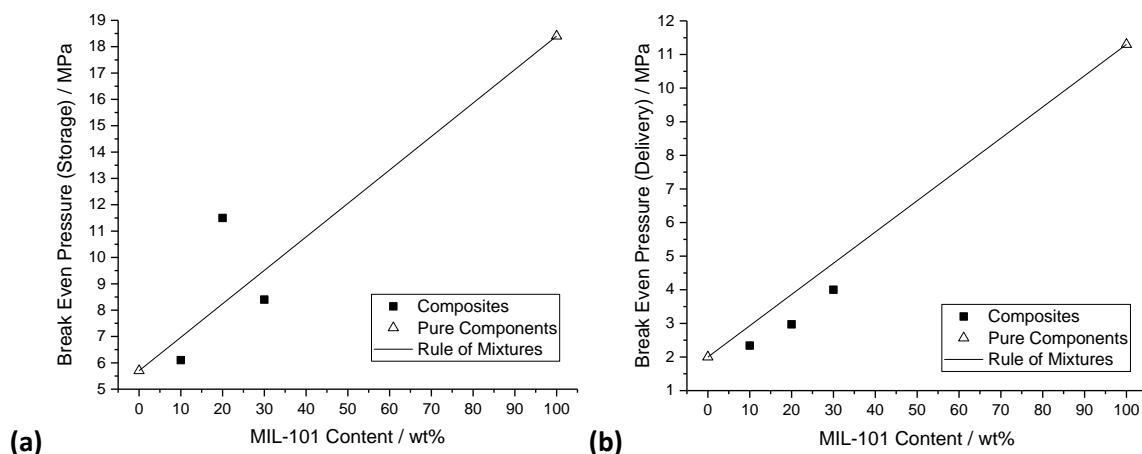 19
18
17
16
15
14
13
12
11
10
9
8
7
6
5
Break Even Pressure (Storage) / MPa
0 10 20 30 40 50 60 70 80 90 100
MIL-101 Content / wt%
Composites
Pure Components
Rule of Mixtures
(a)
12
11
10
9
8
7
6
5
4
3
2
1
Break Even Pressure (Delivery) / MPa
0 10 20 30 40 50 60 70 80 90 100
MIL-101 Content / wt%
Composites
Pure Components
Rule of Mixtures
(b)